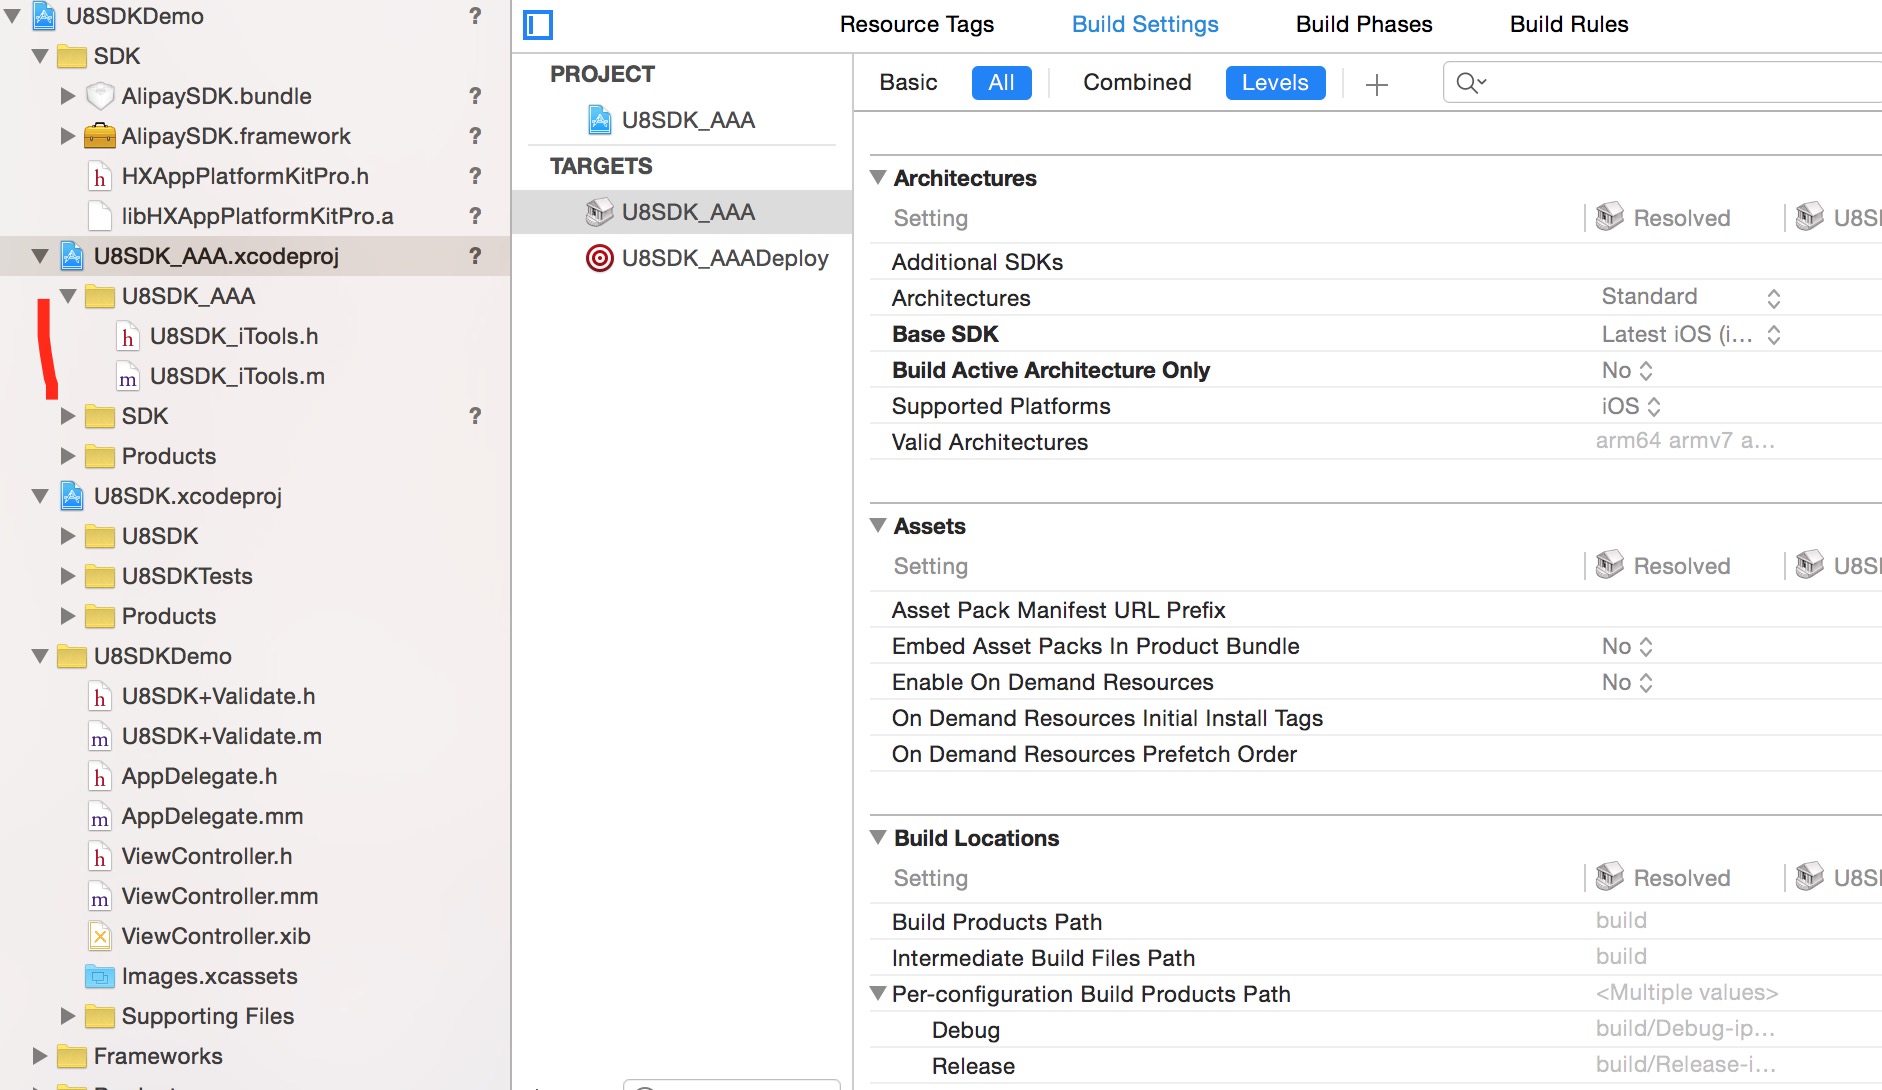 U8SDKDemo ?
SDK
AlipaySDK.bundle ?
AlipaySDK.framework ?
HXAppPlatformKitPro.h ?
libHXAppPlatformKitPro.a ?
U8SDK_AAA.xcodeproj ?
U8SDK_AAA
U8SDK_iTools.h
U8SDK_iTools.m
SDK ?
Products
U8SDK.xcodeproj
U8SDK
U8SDKTests
Products
U8SDKDemo
U8SDK+Validate.h
U8SDK+Validate.m
AppDelegate.h
AppDelegate.mm
ViewController.h
ViewController.mm
ViewController.xib
Images.xcassets
Supporting Files
Frameworks
PROJECT
U8SDK_AAA
TARGETS
U8SDK_AAA
U8SDK_AAADeploy
Resource Tags Build Settings Build Phases Build Rules
Basic All Combined Levels +
Architectures
Setting Resolved U8SI
Additional SDKs
Architectures Standard
Base SDK Latest iOS (i...
Build Active Architecture Only No
Supported Platforms iOS
Valid Architectures arm64 armv7 a...
Assets
Setting Resolved
Asset Pack Manifest URL Prefix
Embed Asset Packs In Product Bundle No
Enable On Demand Resources No
On Demand Resources Initial Install Tags
On Demand Resources Prefetch Order
Build Locations
Setting Resolved
Build Products Path build
Intermediate Build Files Path build
Per-configuration Build Products Path <Multiple values>
Debug build/Debug-ip...
Release build/Release-i...